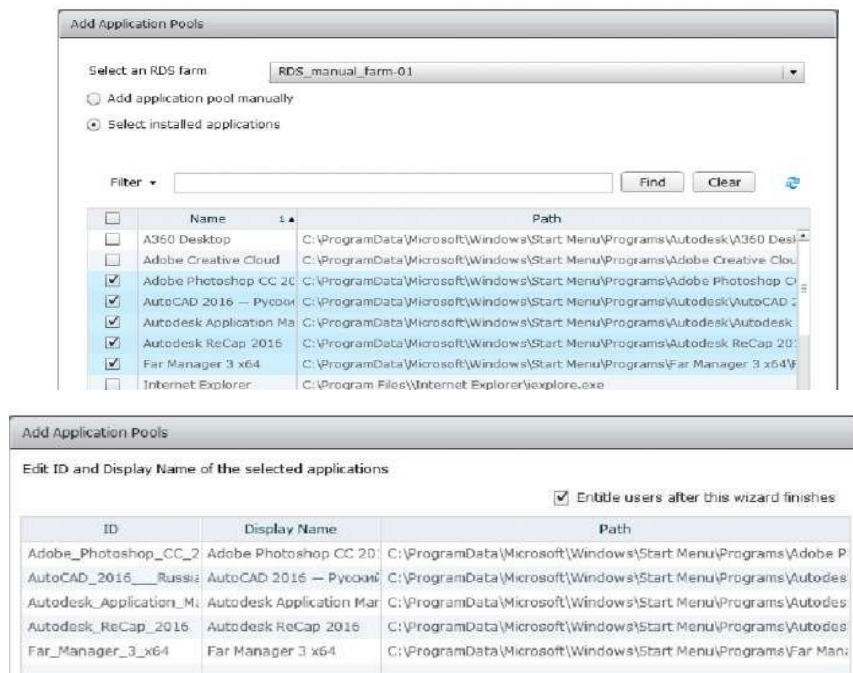 Add Application Pools
Select an RDS farm RDS_manual_farm-01
Add application pool manually
Select installed applications
Filter Find Clear
Name 1 Path
A360 Desktop C:\ProgramData\Microsoft\Windows\Start Menu\Programs\Autodesk\A360 Desk
Adobe Creative Cloud C:\ProgramData\Microsoft\Windows\Start Menu\Programs\Adobe Creative Clou
Adobe Photoshop CC 20 C:\ProgramData\Microsoft\Windows\Start Menu\Programs\Adobe Photoshop C
AutoCAD 2016 — Русски C:\ProgramData\Microsoft\Windows\Start Menu\Programs\Autodesk\AutoCAD 2
Autodesk Application Ma C:\ProgramData\Microsoft\Windows\Start Menu\Programs\Autodesk\Autodesk
Autodesk ReCap 2016 C:\ProgramData\Microsoft\Windows\Start Menu\Programs\Autodesk ReCap 201
Far Manager 3 x64 C:\ProgramData\Microsoft\Windows\Start Menu\Programs\Far Manager 3 x64\F
Internet Explorer C:\Program Files\\Internet Explorer\iexplore.exe
Add Application Pools
Edit ID and Display Name of the selected applications
Entitle users after this wizard finishes
ID Display Name Path
Adobe_Photoshop_CC_2 Adobe Photoshop CC 20 C:\ProgramData\Microsoft\Windows\Start Menu\Programs\Adobe P
AutoCAD_2016___Russia AutoCAD 2016 — Русский C:\ProgramData\Microsoft\Windows\Start Menu\Programs\Autodes
Autodesk_Application_Ma Autodesk Application Man C:\ProgramData\Microsoft\Windows\Start Menu\Programs\Autodes
Autodesk_ReCap_2016 Autodesk ReCap 2016 C:\ProgramData\Microsoft\Windows\Start Menu\Programs\Autodes
Far_Manager_3_x64 Far Manager 3 x64 C:\ProgramData\Microsoft\Windows\Start Menu\Programs\Far Mana